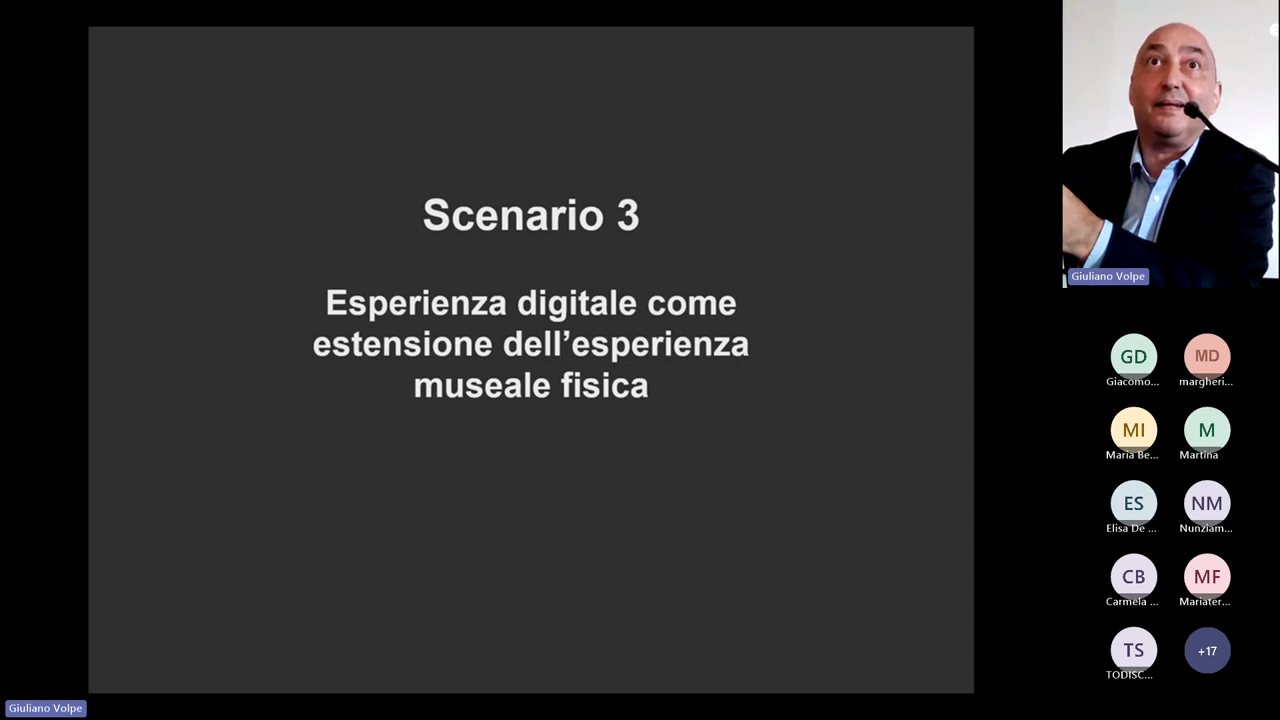 Scenario 3
Esperienza digitale come
estensione dell’esperienza
museale fisica
Giuliano Volpe
GD
Giacomo...
MD
margheri...
MI
Maria Be...
M
Martina
ES
Elisa De ...
NM
Nunziam...
CB
Carmela ...
MF
Mariater...
TS
TODISC...
+17
Giuliano Volpe